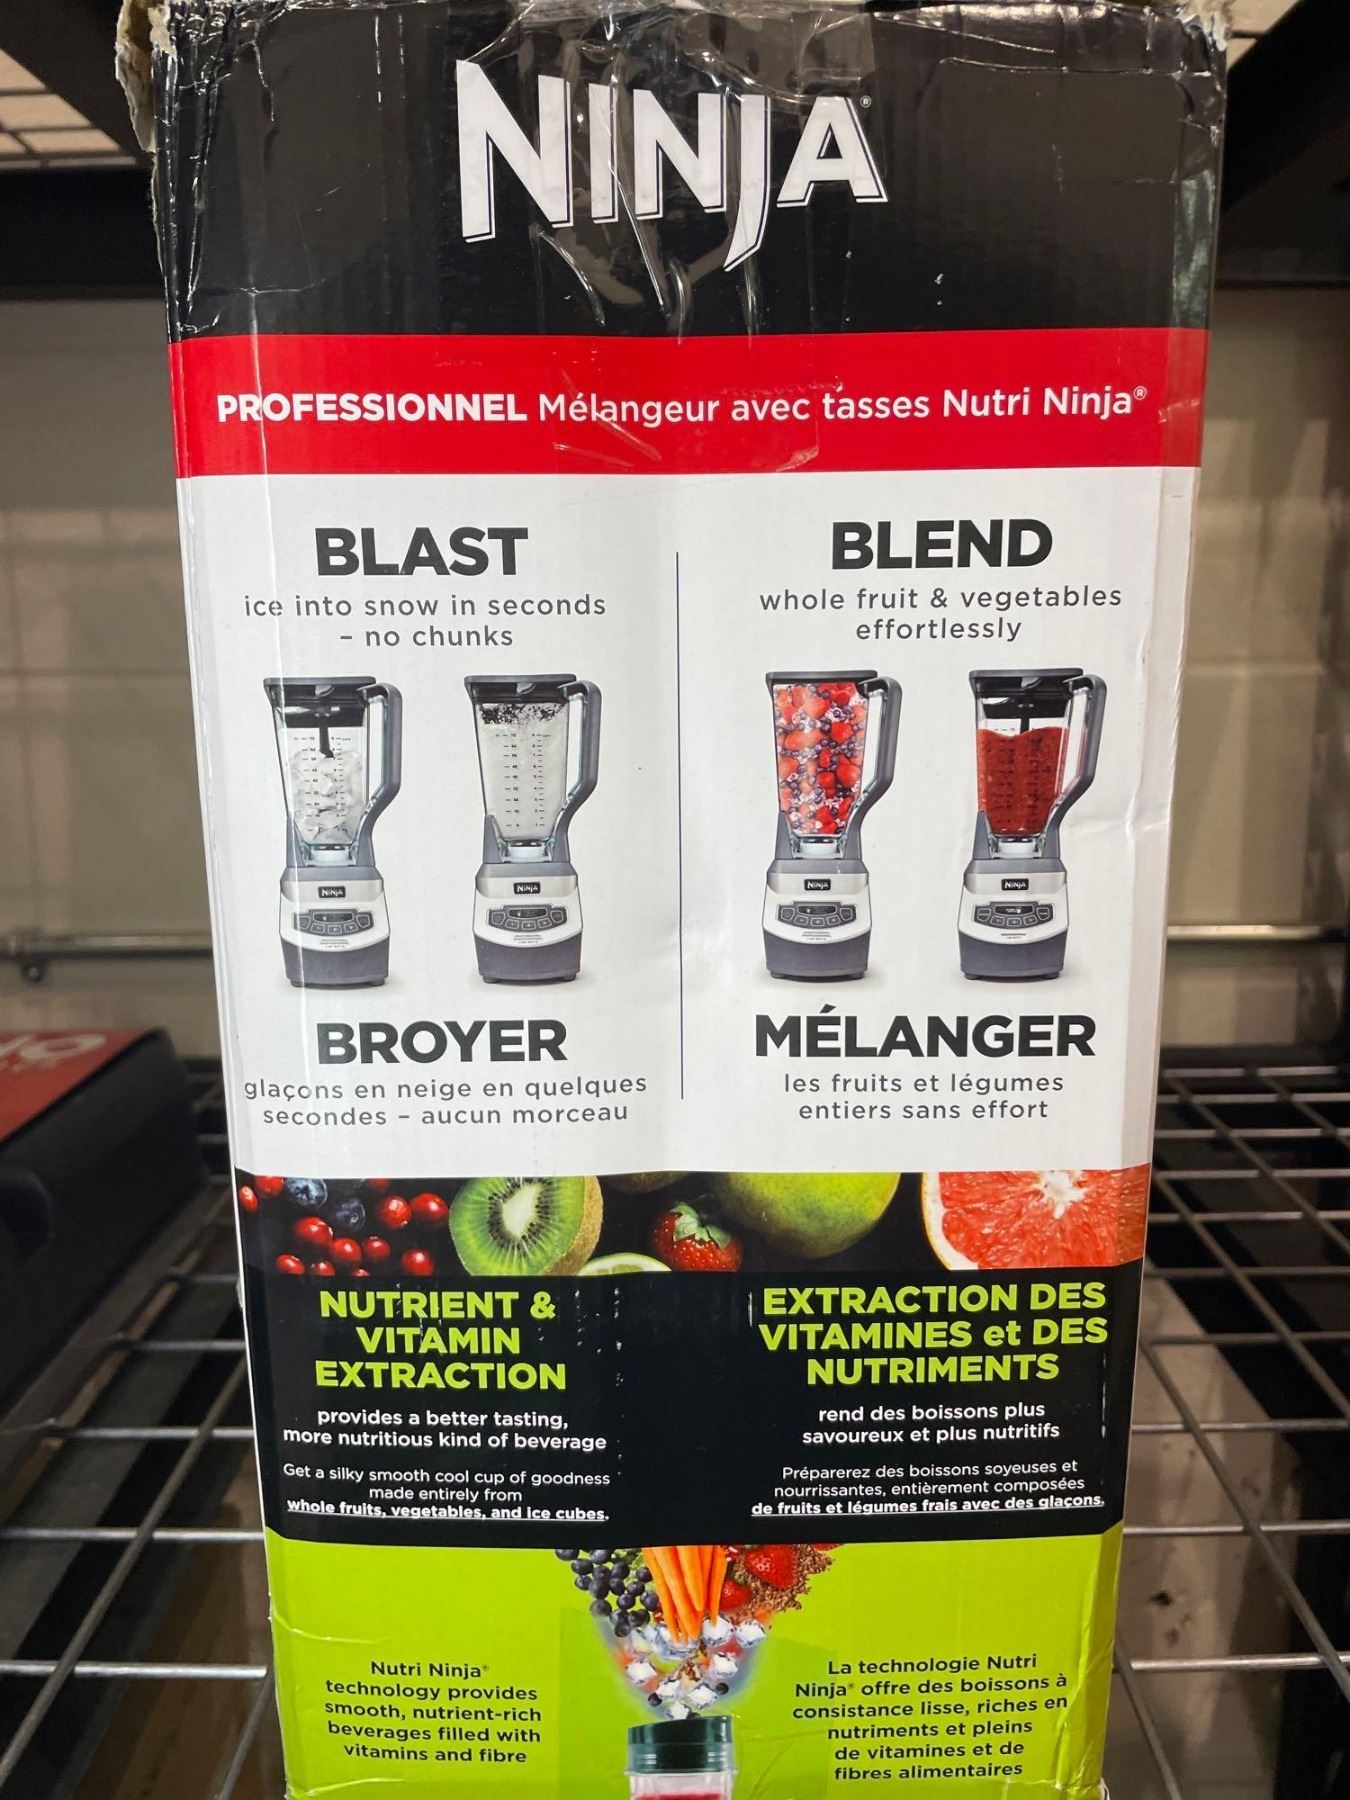 NINJA®
PROFESSIONNEL Mélangeur avec tasses Nutri Ninja®
BLAST
ice into snow in seconds
– no chunks
BLEND
whole fruit & vegetables
effortlessly
NINJA
NINJA
NINJA
NINJA
BROYER
glaçons en neige en quelques
secondes – aucun morceau
MÉLANGER
les fruits et légumes
entiers sans effort
NUTRIENT &
VITAMIN
EXTRACTION
provides a better tasting,
more nutritious kind of beverage
Get a silky smooth cool cup of goodness
made entirely from
whole fruits, vegetables, and ice cubes.
EXTRACTION DES
VITAMINES et DES
NUTRIMENTS
rend des boissons plus
savoureux et plus nutritifs
Préparerez des boissons soyeuses et
nourrissantes, entièrement composées
de fruits et légumes frais avec des glaçons.
Nutri Ninja®
technology provides
smooth, nutrient-rich
beverages filled with
vitamins and fibre
La technologie Nutri
Ninja® offre des boissons à
consistance lisse, riches en
nutriments et pleins
de vitamines et de
fibres alimentaires